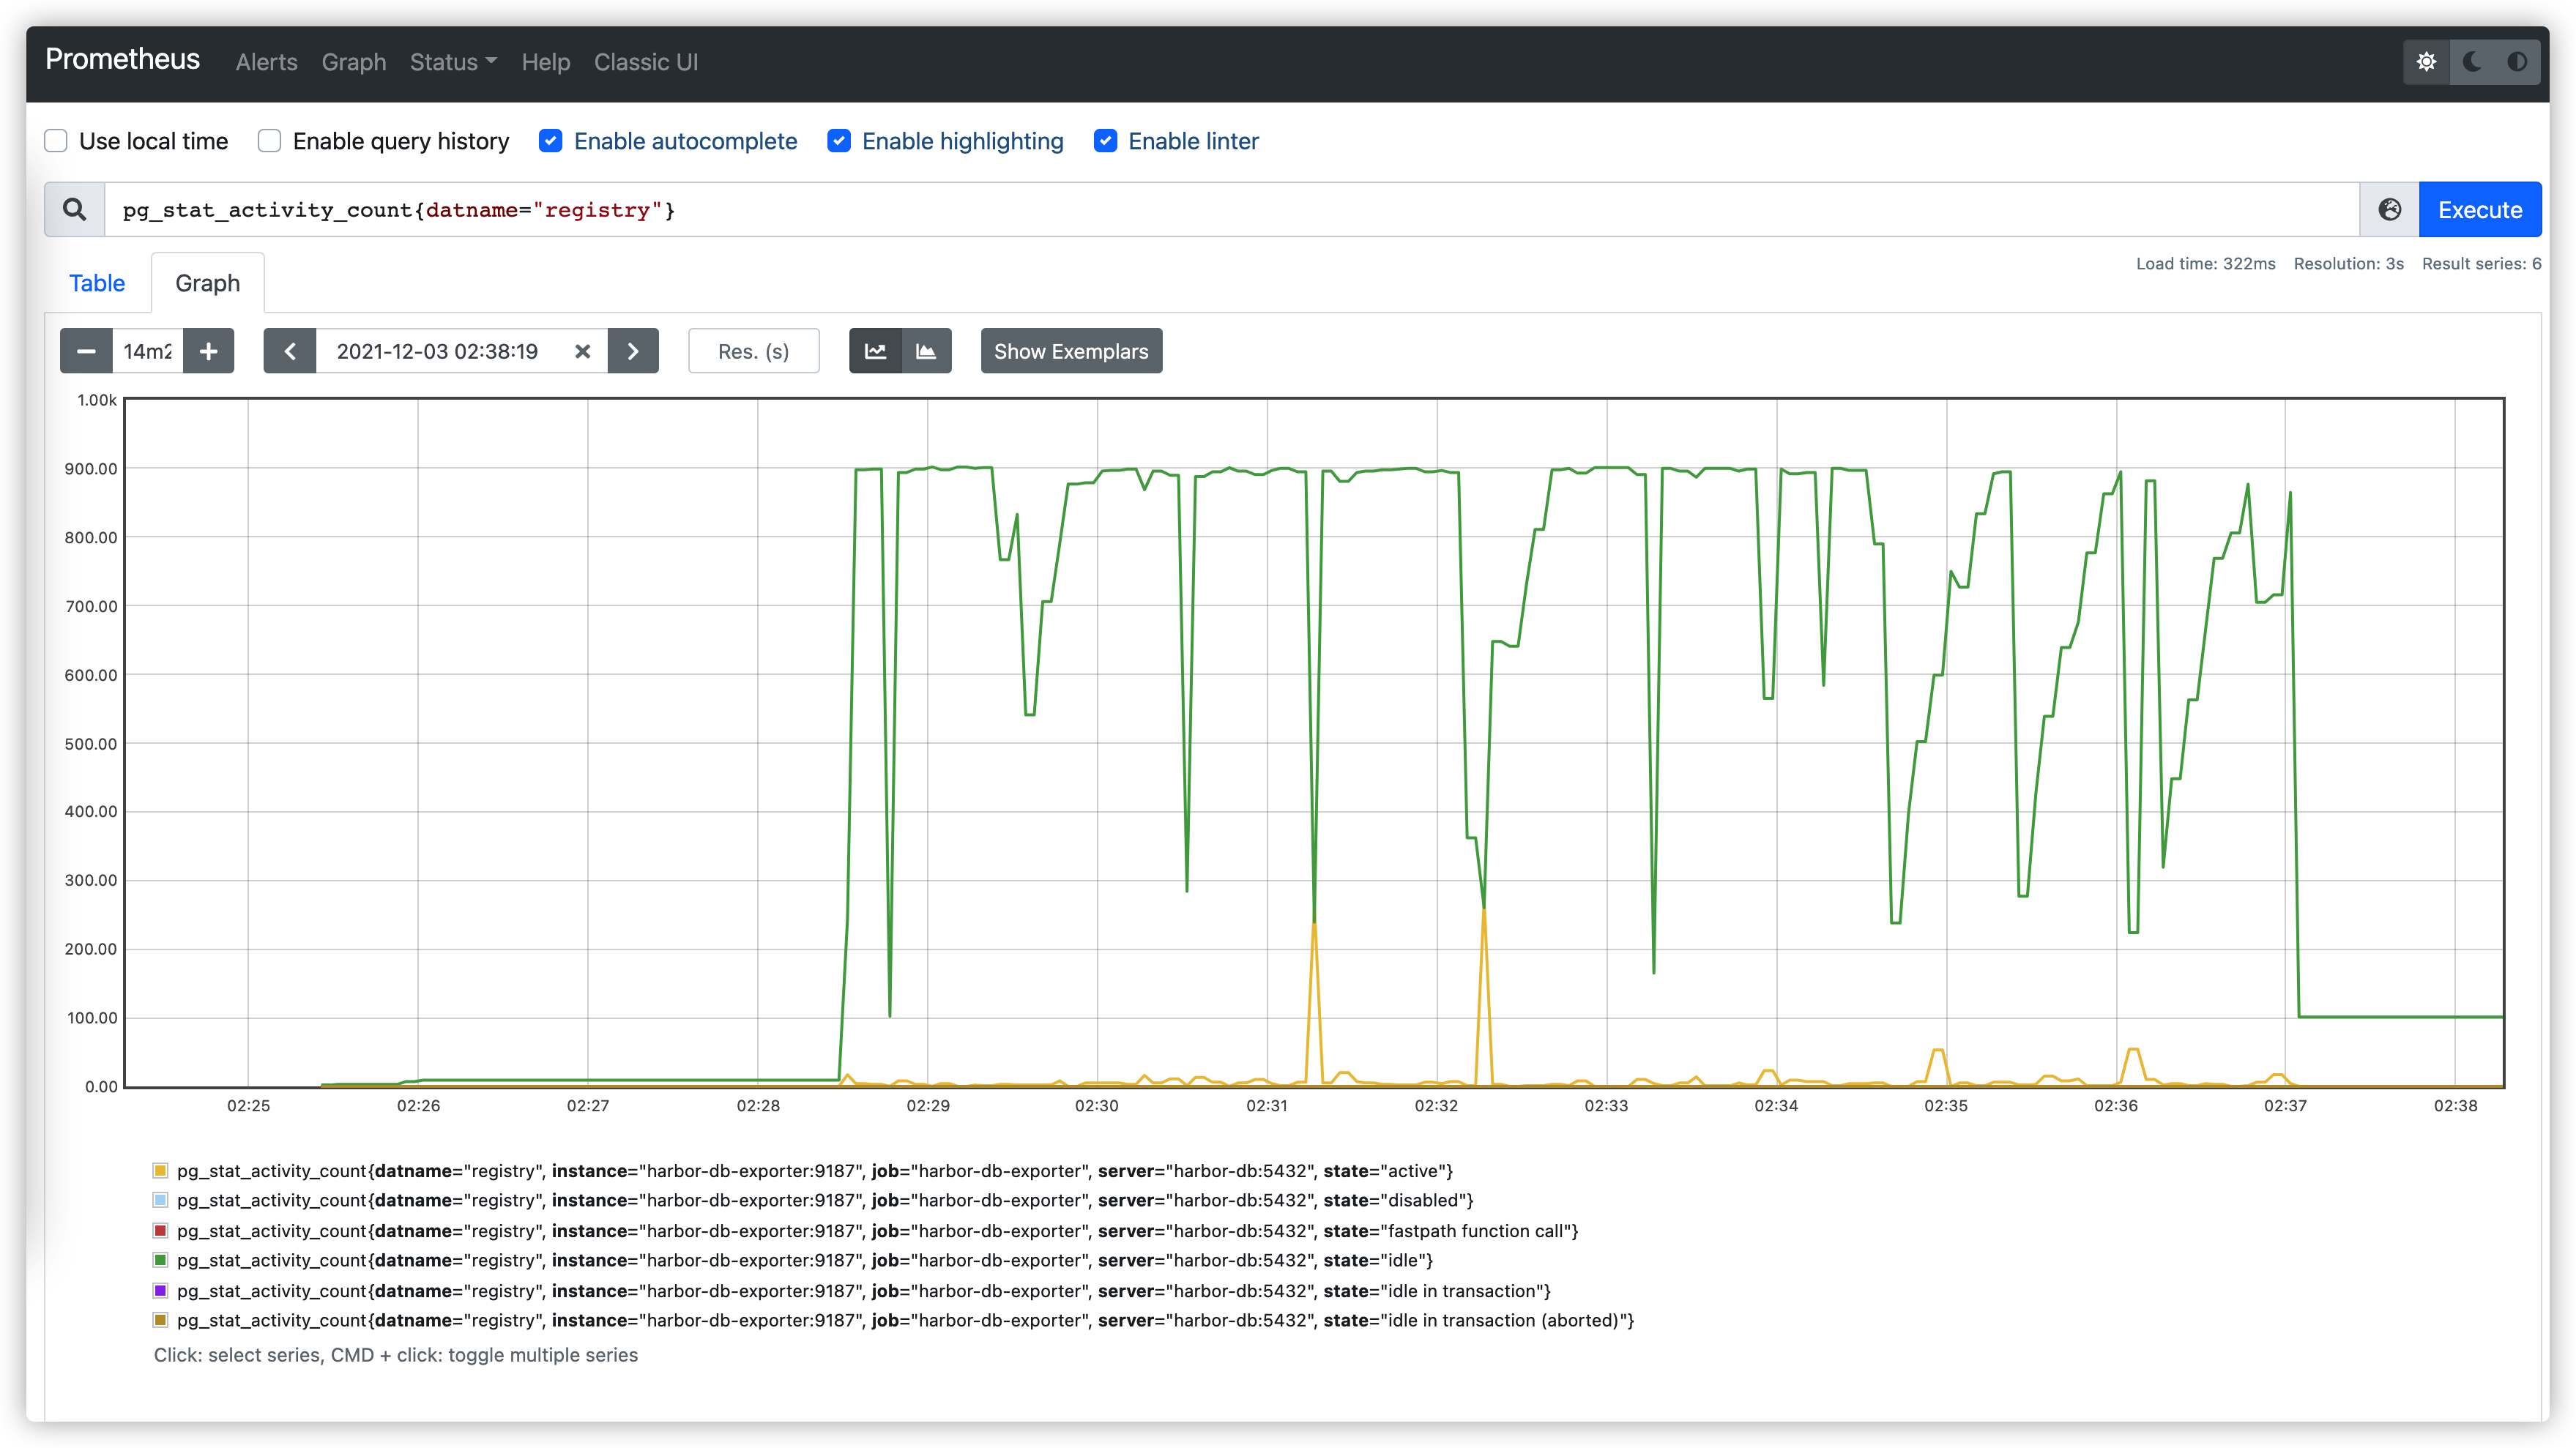 Prometheus Alerts Graph Status Help Classic UI
Use local time Enable query history Enable autocomplete Enable highlighting Enable linter
pg_stat_activity_count{datname="registry"} Execute
Load time: 322ms Resolution: 3s Result series: 6
Table Graph
14m2 2021-12-03 02:38:19 Res. (s) Show Exemplars
1.00k
900.00
800.00
700.00
600.00
500.00
400.00
300.00
200.00
100.00
0.00
02:25 02:26 02:27 02:28 02:29 02:30 02:31 02:32 02:33 02:34 02:35 02:36 02:37 02:38
pg_stat_activity_count{datname="registry", instance="harbor-db-exporter:9187", job="harbor-db-exporter", server="harbor-db:5432", state="active"}
pg_stat_activity_count{datname="registry", instance="harbor-db-exporter:9187", job="harbor-db-exporter", server="harbor-db:5432", state="disabled"}
pg_stat_activity_count{datname="registry", instance="harbor-db-exporter:9187", job="harbor-db-exporter", server="harbor-db:5432", state="fastpath function call"}
pg_stat_activity_count{datname="registry", instance="harbor-db-exporter:9187", job="harbor-db-exporter", server="harbor-db:5432", state="idle"}
pg_stat_activity_count{datname="registry", instance="harbor-db-exporter:9187", job="harbor-db-exporter", server="harbor-db:5432", state="idle in transaction"}
pg_stat_activity_count{datname="registry", instance="harbor-db-exporter:9187", job="harbor-db-exporter", server="harbor-db:5432", state="idle in transaction (aborted)"}
Click: select series, CMD + click: toggle multiple series